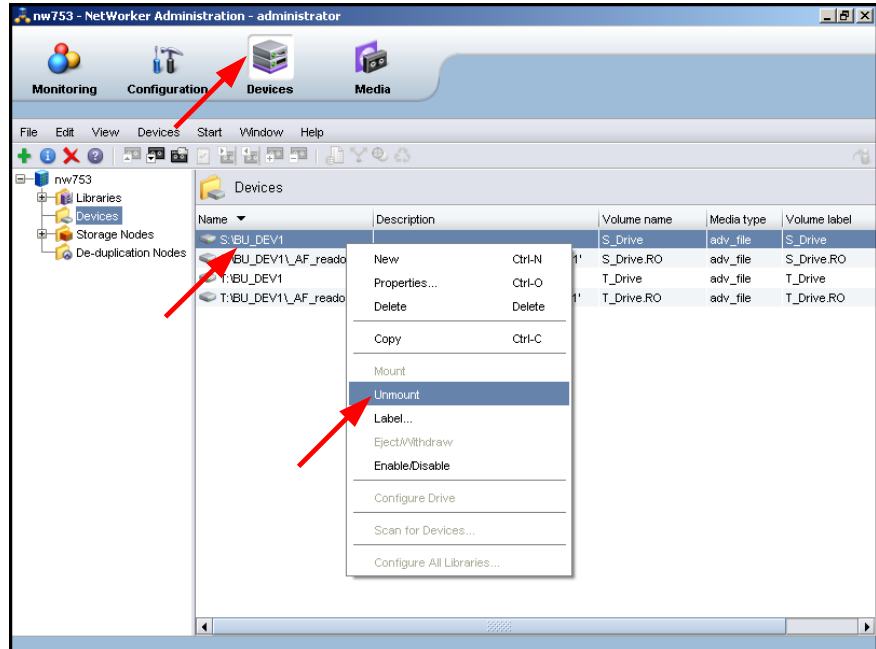 nw753 - NetWorker Administration - administrator
Monitoring Configuration Devices Media
File Edit View Devices Start Window Help
nw753
Libraries
Devices
Storage Nodes
De-duplication Nodes
Devices
Name Description Volume name Media type Volume label
S:\BU_DEV1 S_Drive adv_file S_Drive
\BU_DEV1\_AF_reado 1' S_Drive.RO adv_file S_Drive.RO
T:\BU_DEV1 T_Drive adv_file T_Drive
T:\BU_DEV1\_AF_reado 1' T_Drive.RO adv_file T_Drive.RO
New Ctrl-N
Properties... Ctrl-O
Delete Delete
Copy Ctrl-C
Mount
Unmount
Label...
Eject/Withdraw
Enable/Disable
Configure Drive
Scan for Devices...
Configure All Libraries...